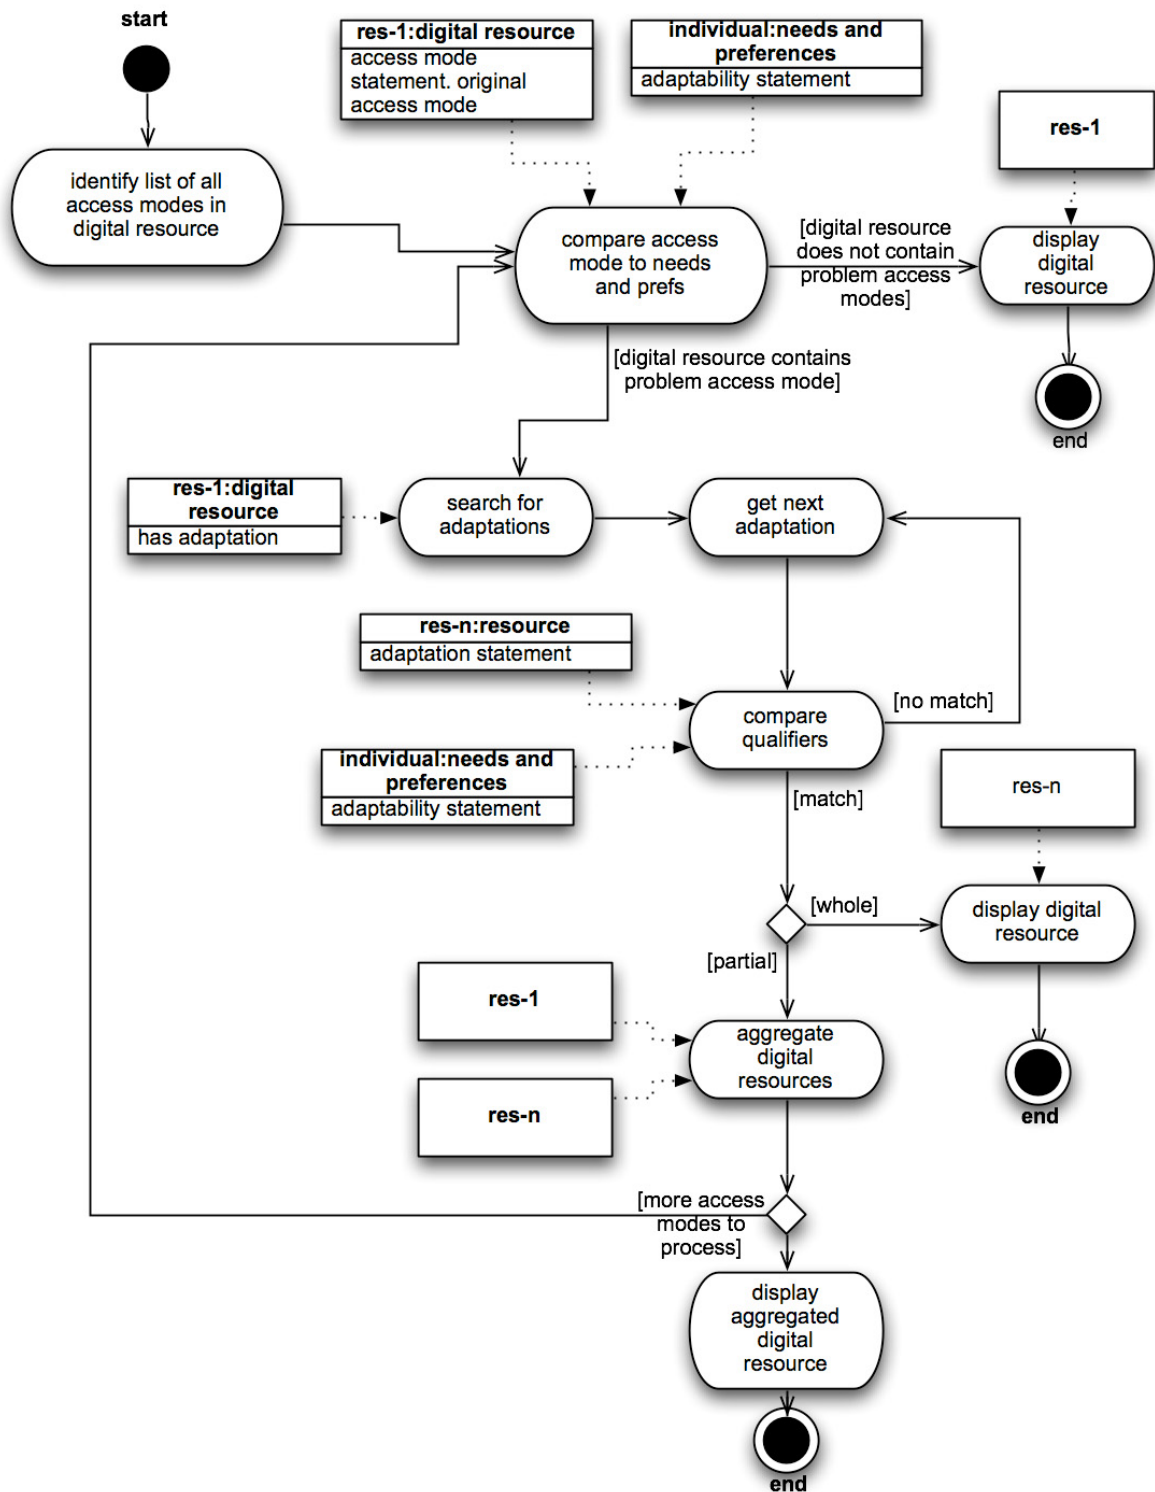 start
res-1:digital resource
access mode
statement. original
access mode
individual:needs and
preferences
adaptability statement
res-1
identify list of all
access modes in
digital resource
compare access
mode to needs
and prefs
[digital resource
does not contain
problem access
modes]
display
digital
resource
end
[digital resource contains
problem access mode]
res-1:digital
resource
has adaptation
search for
adaptations
get next
adaptation
res-n:resource
adaptation statement
compare
qualifiers
[no match]
individual:needs and
preferences
adaptability statement
[match]
res-n
[whole]
display digital
resource
[partial]
end
res-1
res-n
aggregate
digital
resources
[more access
modes to
process]
display
aggregated
digital
resource
end